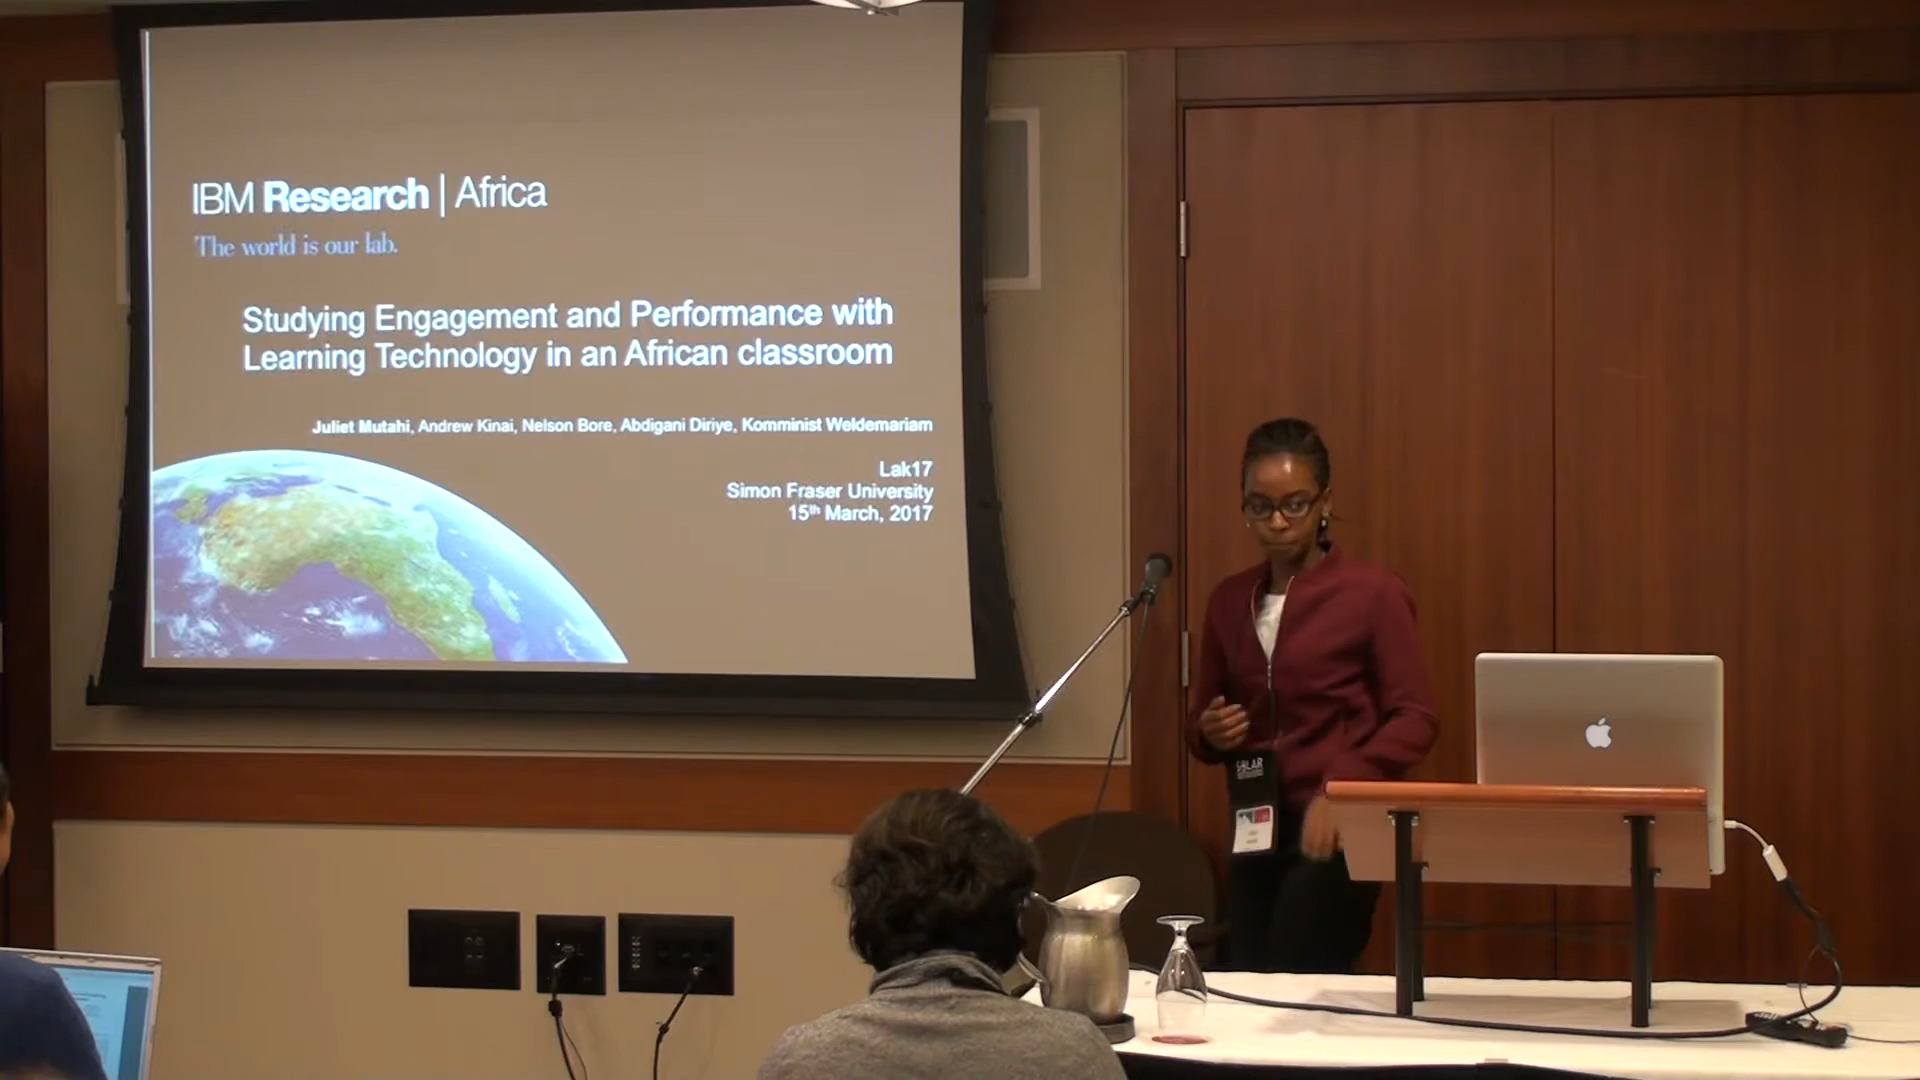 IBM Research | Africa
The world is our lab.
Studying Engagement and Performance with
Learning Technology in an African classroom
Juliet Mutahi, Andrew Kinai, Nelson Bore, Abdigani Diriye, Komminist Weldemariam
Lak17
Simon Fraser University
15th March, 2017
SOLAR